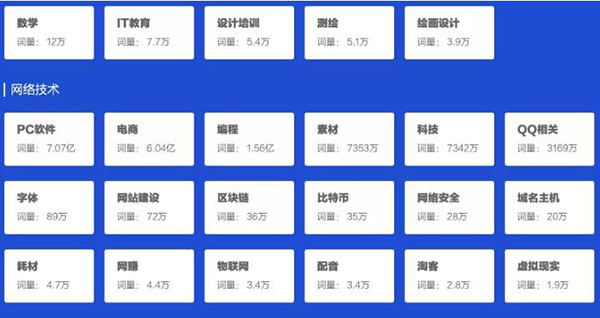 数学
词量： 12万
IT教育
词量： 7.7万
设计培训
词量： 5.4万
测绘
词量： 5.1万
绘画设计
词量： 3.9万
网络技术
PC软件
词量： 7.07亿
电商
词量： 6.04亿
编程
词量： 1.56亿
素材
词量： 7353万
科技
词量： 7342万
QQ相关
词量： 3169万
字体
词量： 89万
网站建设
词量： 72万
区块链
词量： 36万
比特币
词量： 35万
网络安全
词量： 28万
域名主机
词量： 20万
耗材
词量： 4.7万
网赚
词量： 4.4万
物联网
词量： 3.4万
配音
词量： 3.4万
淘客
词量： 2.8万
虚拟现实
词量： 1.9万